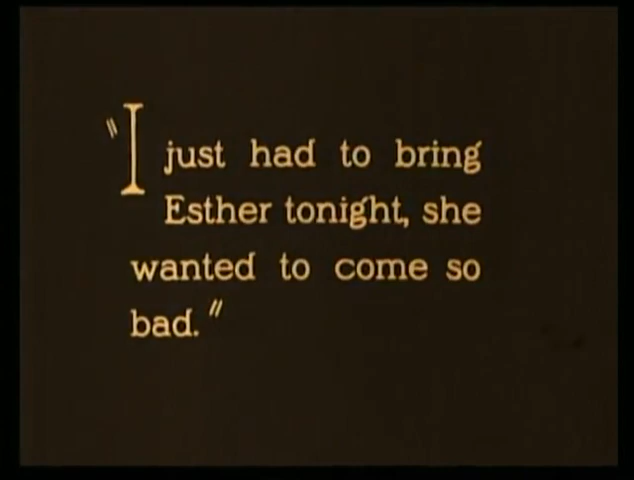 "I just had to bring
Esther tonight, she
wanted to come so
bad."